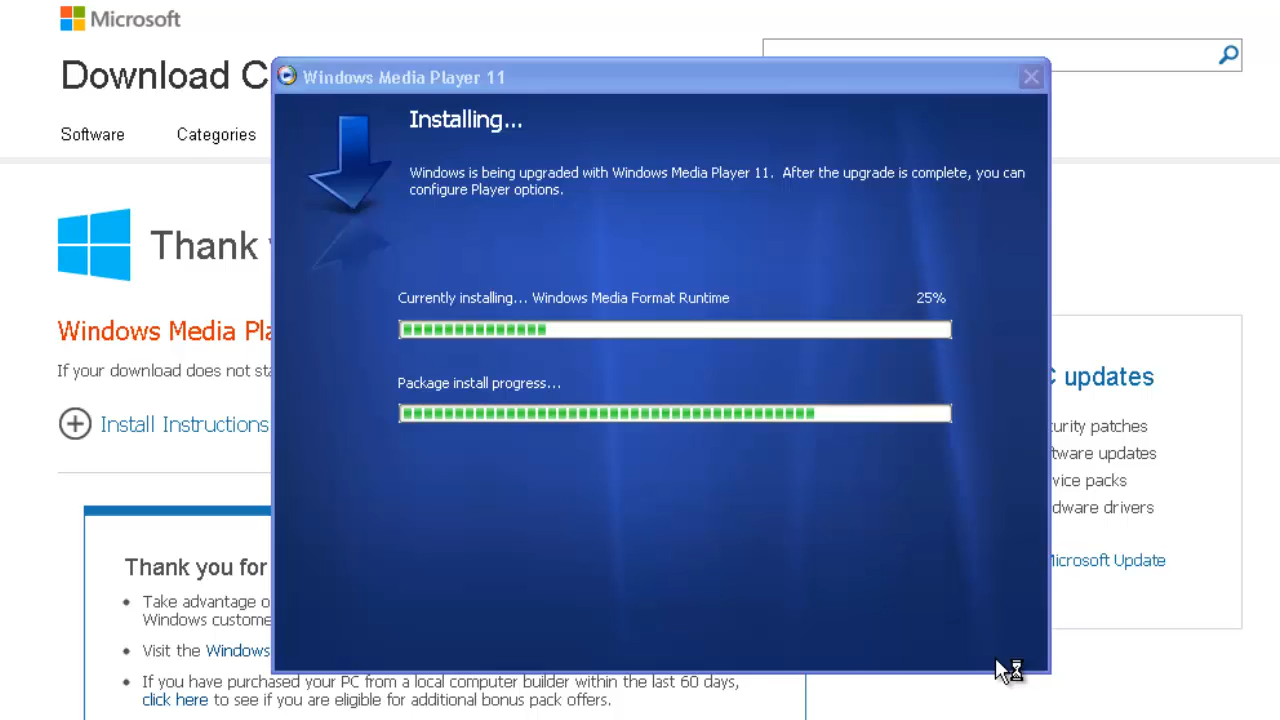 Microsoft
Download C
Software Categories
Windows Media Player 11
Installing...
Windows is being upgraded with Windows Media Player 11. After the upgrade is complete, you can
configure Player options.
Currently installing... Windows Media Format Runtime 25%
Package install progress...
Thank
Windows Media Pla
If your download does not sta
Install Instructions
Thank you for
Take advantage o
Windows custome
Visit the Windows
If you have purchased your PC from a local computer builder within the last 60 days,
click here to see if you are eligible for additional bonus pack offers.
C updates
urity patches
tware updates
vice packs
dware drivers
Microsoft Update